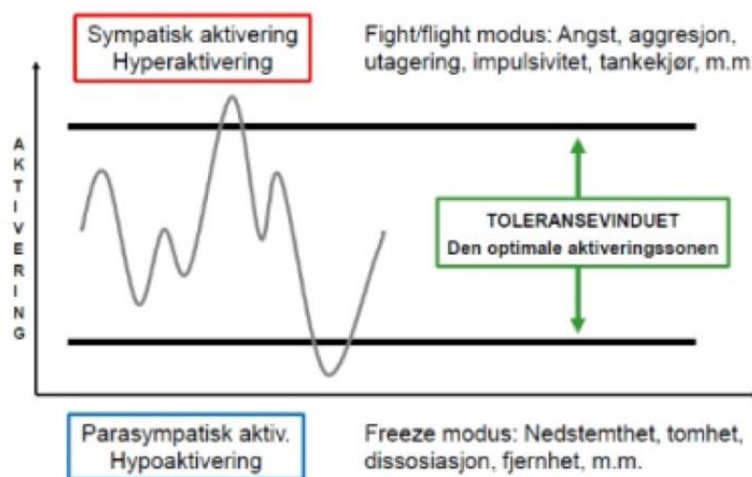 Sympatisk aktivering
Hyperaktivering
Fight/flight modus: Angst, aggresjon,
utagering, impulsivitet, tankekjør, m.m.
AKTIVERING
TOLERANSEVINDUET
Den optimale aktiveringssonen
Parasympatisk aktiv.
Hypoaktivering
Freeze modus: Nedstemthet, tomhet,
dissosiasjon, fjernhet, m.m.